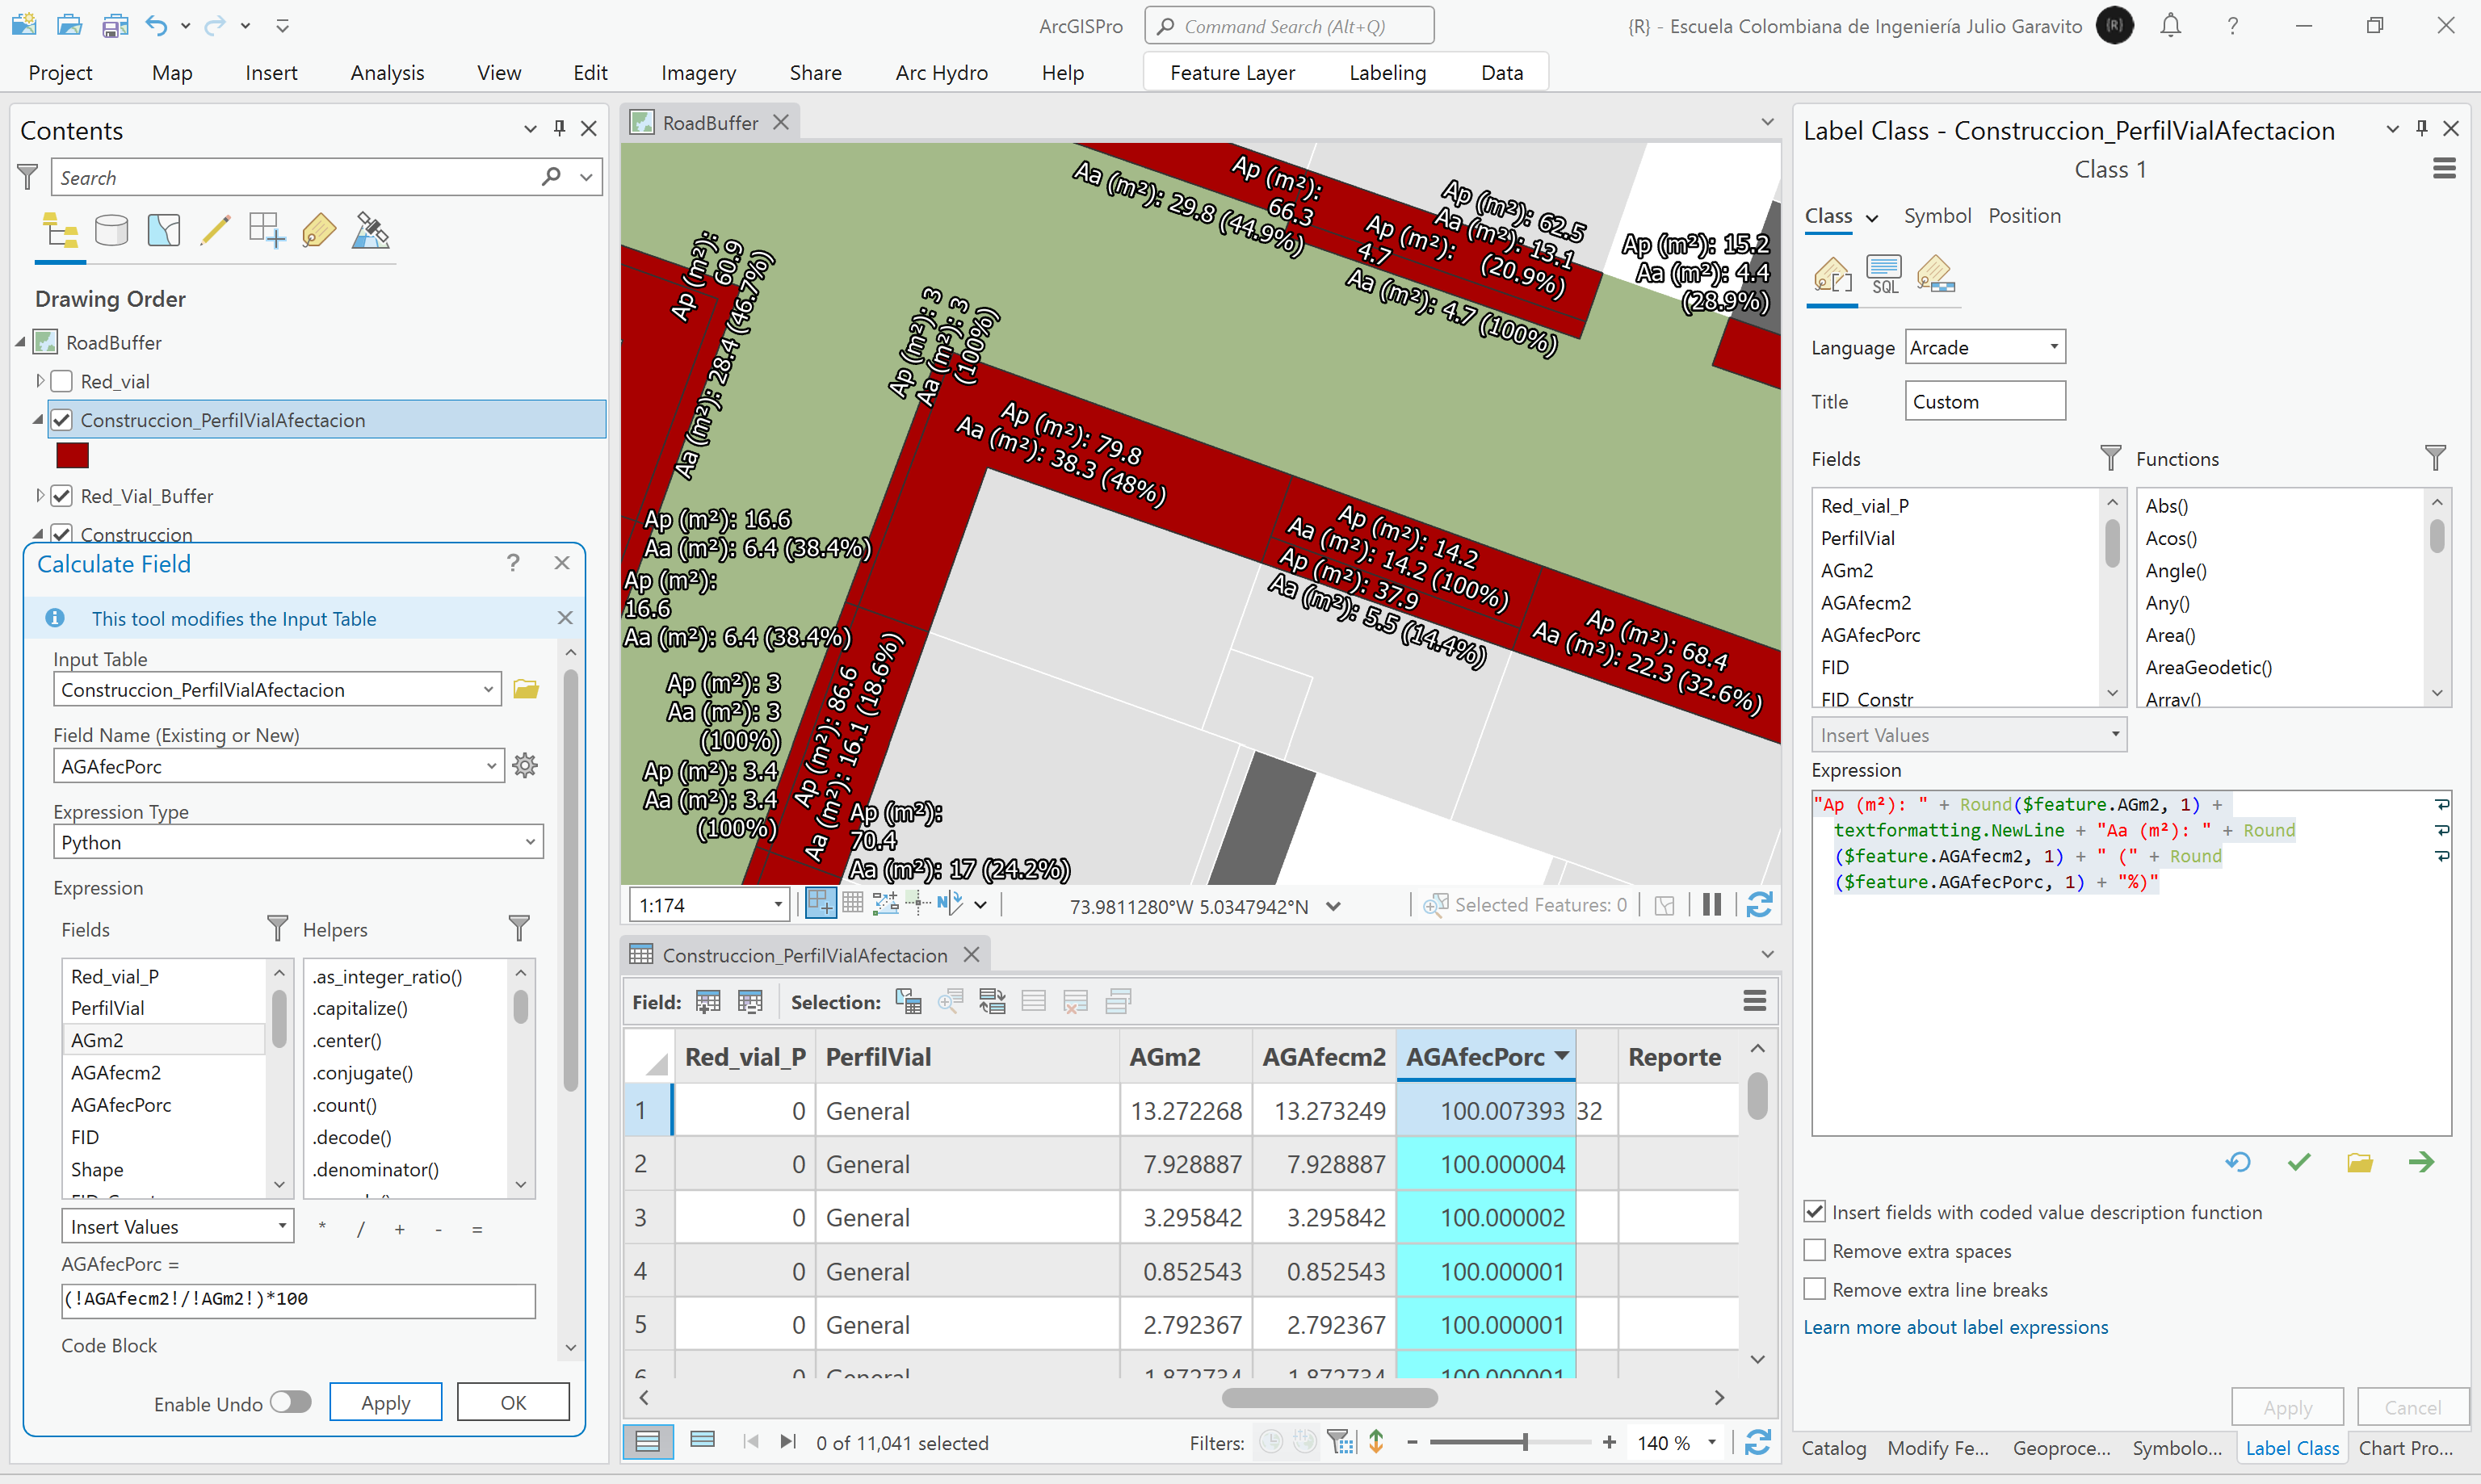 ArcGISPro
Command Search (Alt+Q)
{R} - Escuela Colombiana de Ingeniería Julio Garavito
{R}
?
Project
Map
Insert
Analysis
View
Edit
Imagery
Share
Arc Hydro
Help
Feature Layer
Labeling
Data
Contents
Search
Drawing Order
RoadBuffer
Red_vial
Construccion_PerfilVialAfectacion
Red_Vial_Buffer
Construccion
Calculate Field
?
This tool modifies the Input Table
Input Table
Construccion_PerfilVialAfectacion
Field Name (Existing or New)
AGAfecPorc
Expression Type
Python
Expression
Fields
Helpers
Red_vial_P
PerfilVial
AGm2
AGAfecm2
AGAfecPorc
FID
Shape
.as_integer_ratio()
.capitalize()
.center()
.conjugate()
.count()
.decode()
.denominator()
Insert Values
* / + - =
AGAfecPorc =
(!AGAfecm2!/!AGm2!)*100
Code Block
Enable Undo
Apply
OK
RoadBuffer
Ap (m²):
66.3
Aa (m²): 29.8 (44.9%)
Ap (m²): 62.5
Aa (m²): 13.1
(20.9%)
Ap (m²):
4.7
Aa (m²): 4.7 (100%)
Ap (m²): 15.2
Aa (m²): 4.4
(28.9%)
Ap (m²):
60.9
Aa (m²): 28.4 (46.7%)
Ap (m²): 3
Aa (m²): 3
(100%)
Ap (m²): 79.8
Aa (m²): 38.3 (48%)
Ap (m²): 16.6
Aa (m²): 6.4 (38.4%)
Ap (m²):
16.6
Aa (m²): 6.4 (38.4%)
Ap (m²): 14.2
Aa (m²): 14.2 (100%)
Ap (m²): 37.9
Aa (m²): 5.5 (14.4%)
Ap (m²): 68.4
Aa (m²): 22.3 (32.6%)
Ap (m²): 3
Aa (m²): 3
(100%)
Ap (m²): 3.4
Aa (m²): 3.4
(100%)
Ap (m²): 86.6
Aa (m²): 16.1 (18.6%)
Ap (m²):
70.4
Aa (m²): 17 (24.2%)
1:174
N
73.9811280°W 5.0347942°N
Selected Features: 0
Construccion_PerfilVialAfectacion
Field:
Selection:
Red_vial_P PerfilVial AGm2 AGAfecm2 AGAfecPorc Reporte
1 0 General 13.272268 13.273249 100.007393 32
2 0 General 7.928887 7.928887 100.000004
3 0 General 3.295842 3.295842 100.000002
4 0 General 0.852543 0.852543 100.000001
5 0 General 2.792367 2.792367 100.000001
6 0 General 1.872734 1.872734 100.000001
0 of 11,041 selected
Filters:
- + 140 %
Label Class - Construccion_PerfilVialAfectacion
Class 1
Class
Symbol
Position
SQL
Language
Arcade
Title
Custom
Fields
Functions
Red_vial_P
PerfilVial
AGm2
AGAfecm2
AGAfecPorc
FID
FID_Constr
Abs()
Acos()
Angle()
Any()
Area()
AreaGeodetic()
Array()
Insert Values
Expression
"Ap (m²): " + Round($feature.AGm2, 1) +
textformatting.NewLine + "Aa (m²): " + Round
($feature.AGAfecm2, 1) + " (" + Round
($feature.AGAfecPorc, 1) + "%)"
Insert fields with coded value description function
Remove extra spaces
Remove extra line breaks
Learn more about label expressions
Apply
Cancel
Catalog
Modify Fe...
Geoproce...
Symbolo...
Label Class
Chart Pro...